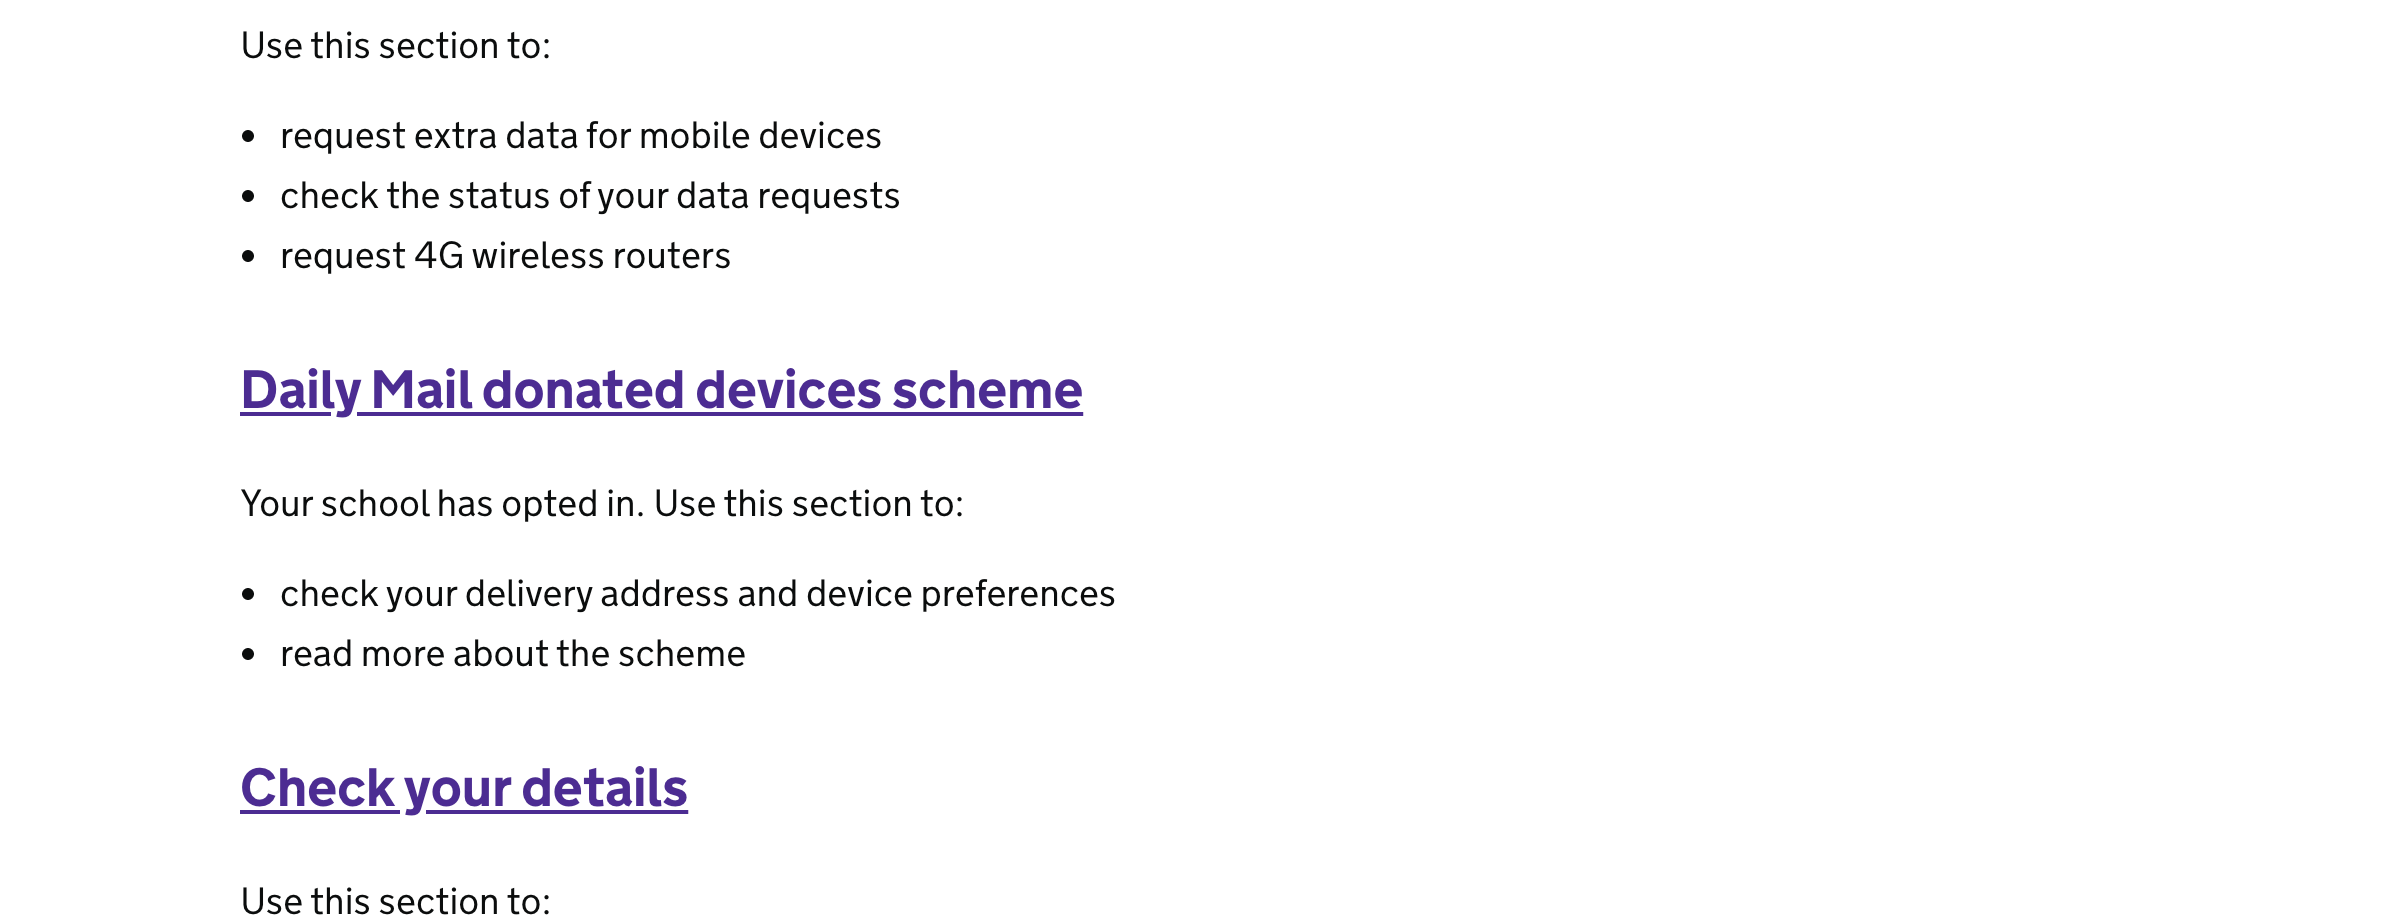 Use this section to:
• request extra data for mobile devices
• check the status of your data requests
• request 4G wireless routers
Daily Mail donated devices scheme
Your school has opted in. Use this section to:
• check your delivery address and device preferences
• read more about the scheme
Check your details
Use this section to: